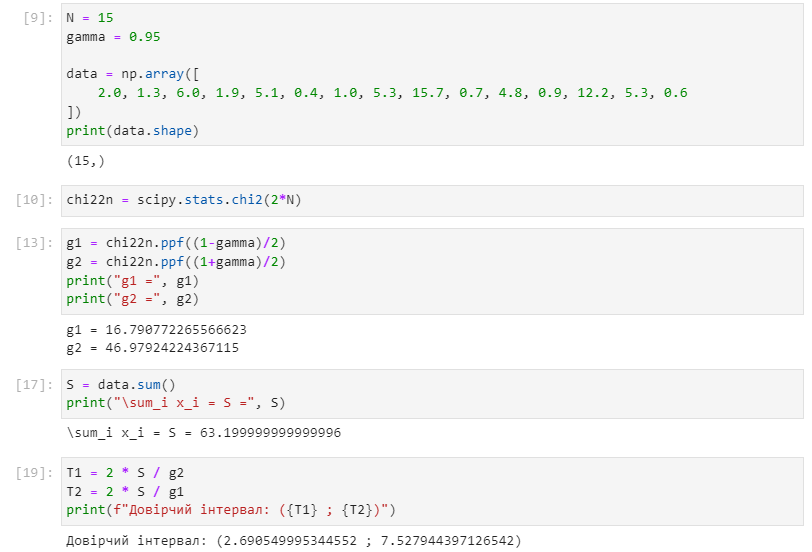 [9]: N = 15
gamma = 0.95
data = np.array([
2.0, 1.3, 6.0, 1.9, 5.1, 0.4, 1.0, 5.3, 15.7, 0.7, 4.8, 0.9, 12.2, 5.3, 0.6
])
print(data.shape)
(15,)
[10]: chi22n = scipy.stats.chi2(2*N)
[13]: g1 = chi22n.ppf((1-gamma)/2)
g2 = chi22n.ppf((1+gamma)/2)
print("g1 =", g1)
print("g2 =", g2)
g1 = 16.790772265566623
g2 = 46.97924224367115
[17]: S = data.sum()
print("\sum_i x_i = S =", S)
\sum_i x_i = S = 63.199999999999996
[19]: T1 = 2 * S / g2
T2 = 2 * S / g1
print(f"Довірчий інтервал: ({T1} ; {T2})")
Довірчий інтервал: (2.690549995344552 ; 7.527944397126542)